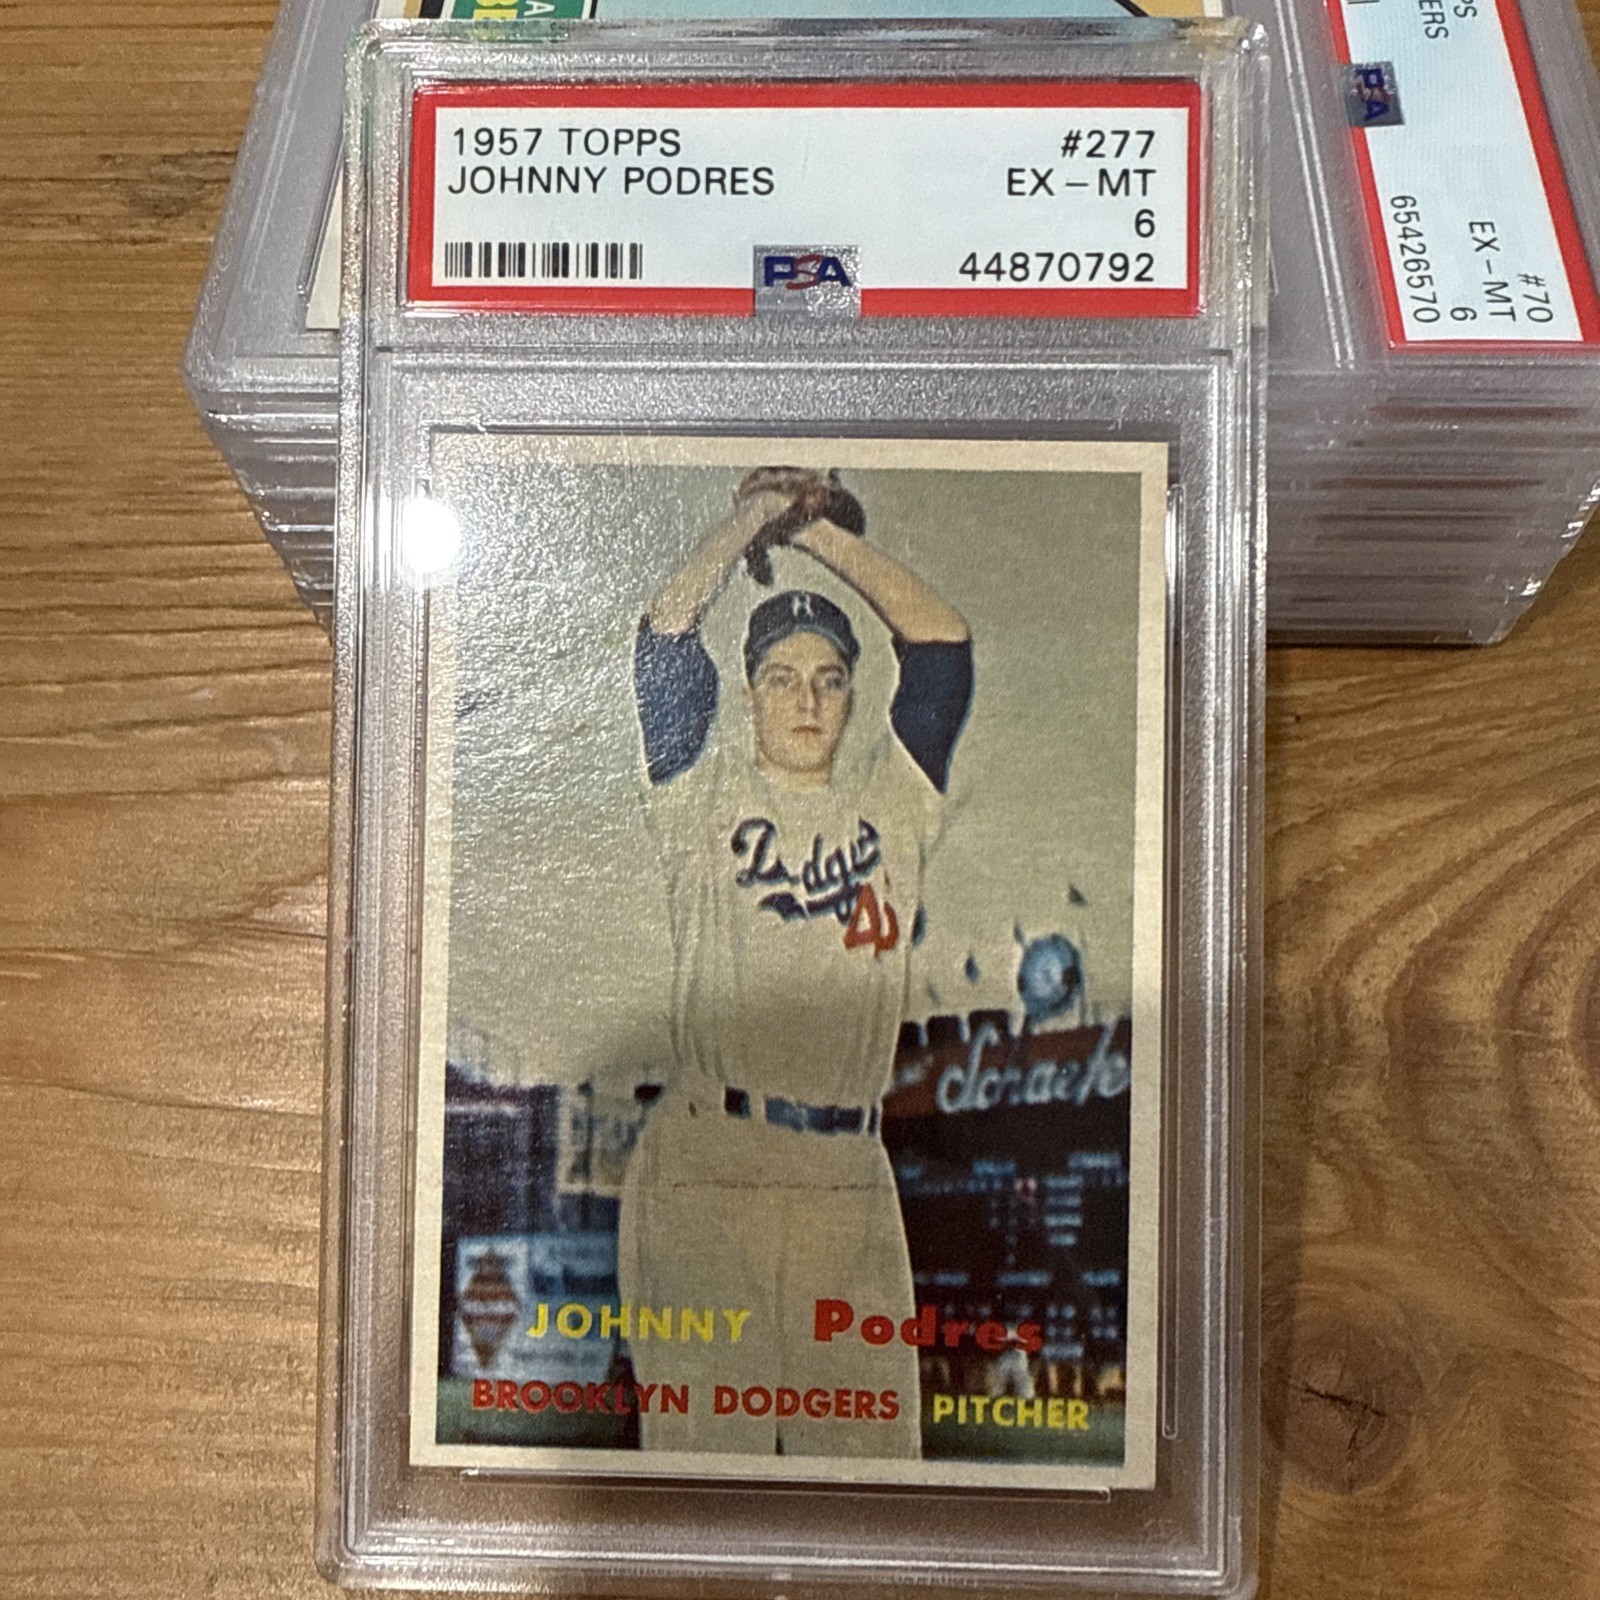 1957 TOPPS #277
JOHNNY PODRES EX - MT
6
PSA 44870792
PSA
#70
EX - MT
6
65426570
Dodgers
4
JOHNNY Podres
BROOKLYN DODGERS PITCHER